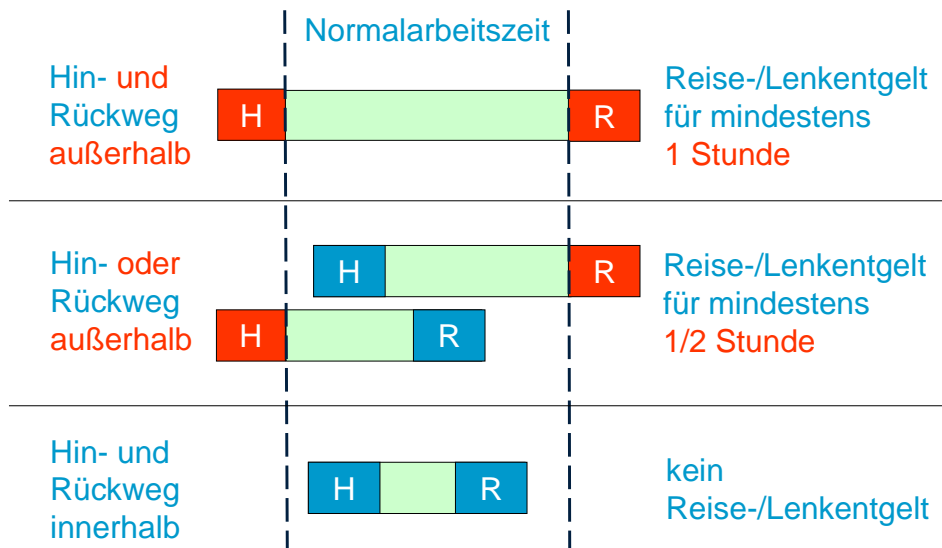 Normalarbeitszeit
Hin- und
Rückweg
außerhalb
H
R
Reise-/Lenkentgelt
für mindestens
1 Stunde
Hin- oder
Rückweg
außerhalb
H
R
H
R
Reise-/Lenkentgelt
für mindestens
1/2 Stunde
Hin- und
Rückweg
innerhalb
H
R
kein
Reise-/Lenkentgelt